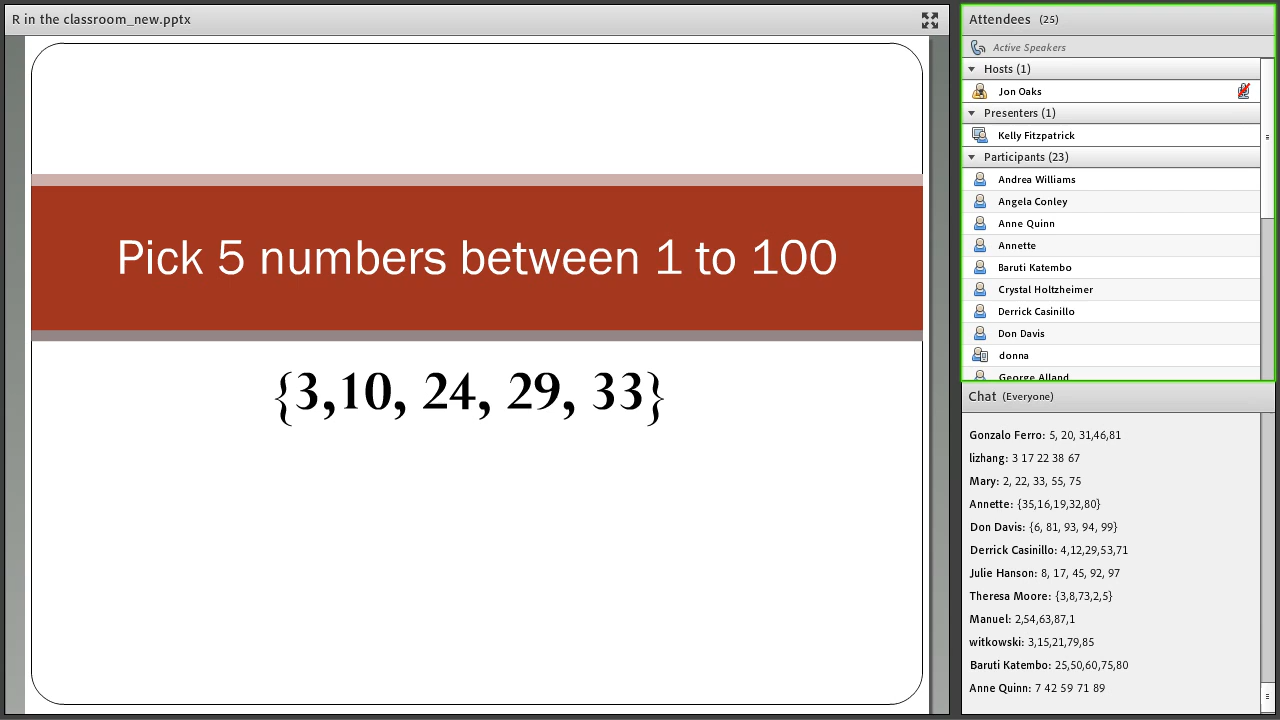 R in the classroom_new.pptx
Pick 5 numbers between 1 to 100
{3,10, 24, 29, 33}
Attendees (25)
Active Speakers
Hosts (1)
Jon Oaks
Presenters (1)
Kelly Fitzpatrick
Participants (23)
Andrea Williams
Angela Conley
Anne Quinn
Annette
Baruti Katembo
Crystal Holtzheimer
Derrick Casinillo
Don Davis
donna
George Alland
Chat (Everyone)
Gonzalo Ferro: 5, 20, 31,46,81
lizhang: 3 17 22 38 67
Mary: 2, 22, 33, 55, 75
Annette: {35,16,19,32,80}
Don Davis: {6, 81, 93, 94, 99}
Derrick Casinillo: 4,12,29,53,71
Julie Hanson: 8, 17, 45, 92, 97
Theresa Moore: {3,8,73,2,5}
Manuel: 2,54,63,87,1
witkowski: 3,15,21,79,85
Baruti Katembo: 25,50,60,75,80
Anne Quinn: 7 42 59 71 89